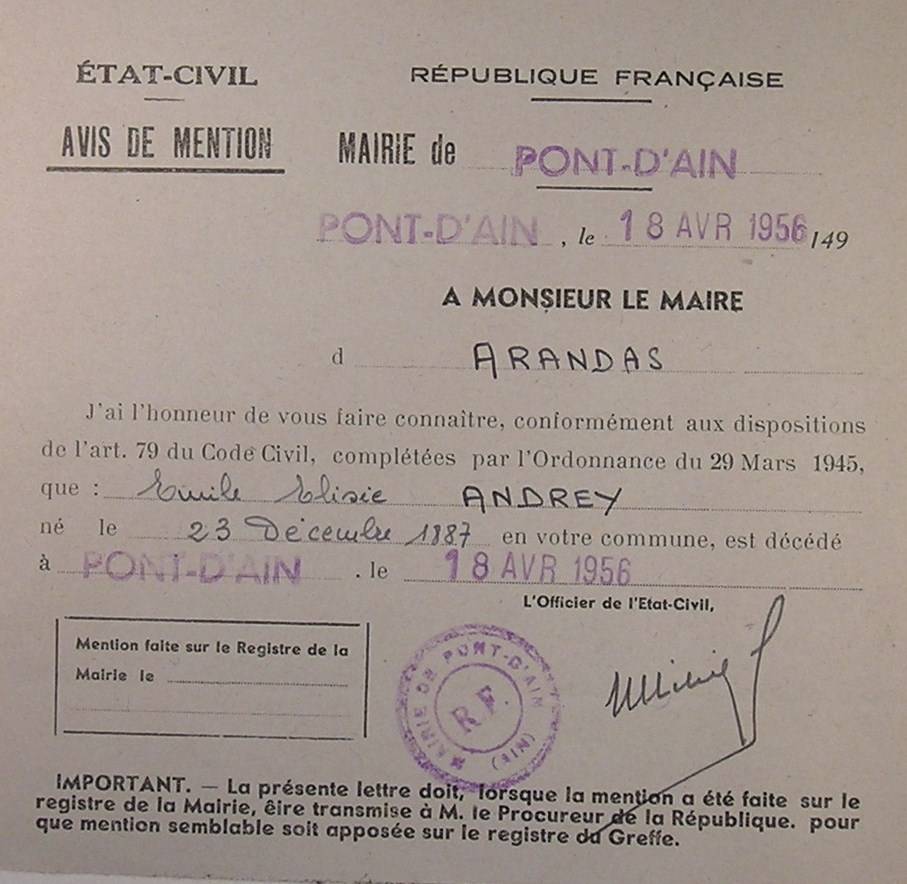 ÉTAT-CIVIL
RÉPUBLIQUE FRANÇAISE
AVIS DE MENTION
MAIRIE de PONT-D'AIN
PONT-D'AIN, le 18 AVR 1956 /149
A MONSIEUR LE MAIRE
d ARANDAS
J'ai l'honneur de vous faire connaître, conformément aux dispositions
de l'art. 79 du Code Civil, complétées par l'Ordonnance du 29 Mars 1945,
que : Emile Elisie ANDREY
né le 23 Décembre 1887 en votre commune, est décédé
à PONT-D'AIN . le 18 AVR 1956
L'Officier de l'Etat-Civil,
Mention faite sur le Registre de la
Mairie le
MAIRIE DE PONT-D'AIN
R.F.
(AIN)
IMPORTANT. — La présente lettre doit, lorsque la mention a été faite sur le
registre de la Mairie, êire transmise à M. le Procureur de la République. pour
que mention semblable soit apposée sur le registre du Greffe.